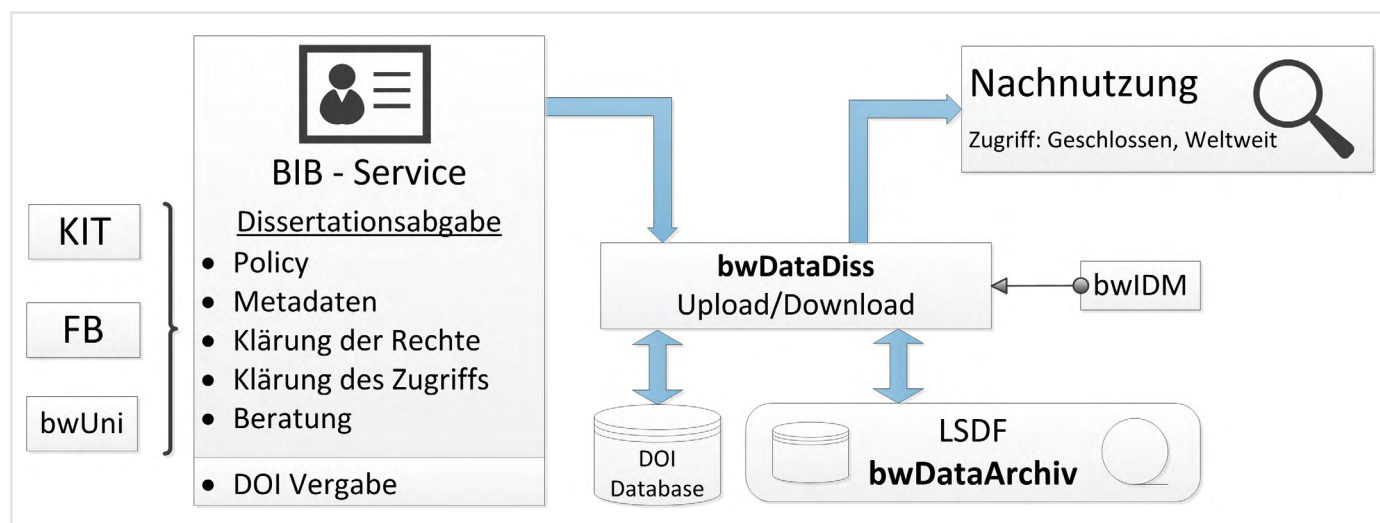 KIT
FB
bwUni
BIB - Service
Dissertationsabgabe
• Policy
• Metadaten
• Klärung der Rechte
• Klärung des Zugriffs
• Beratung
• DOI Vergabe
bwDataDiss
Upload/Download
Nachnutzung
Zugriff: Geschlossen, Weltweit
bwIDM
DOI
Database
LSDF
bwDataArchiv